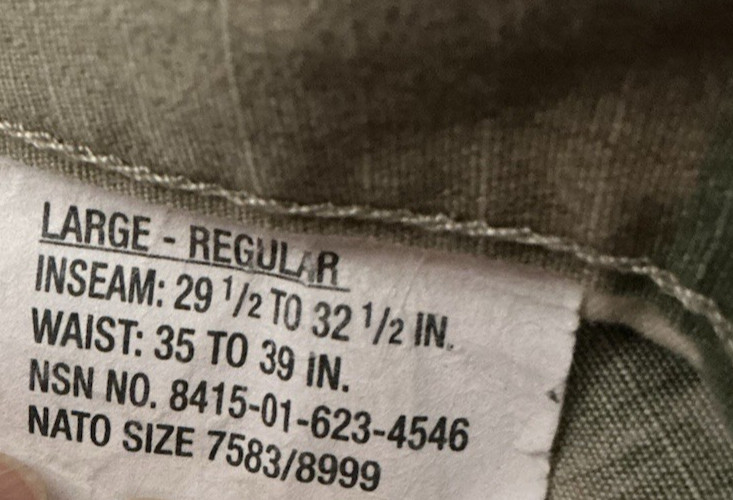 LARGE - REGULAR
INSEAM: 29 1/2 TO 32 1/2 IN.
WAIST: 35 TO 39 IN.
NSN NO. 8415-01-623-4546
NATO SIZE 7583/8999